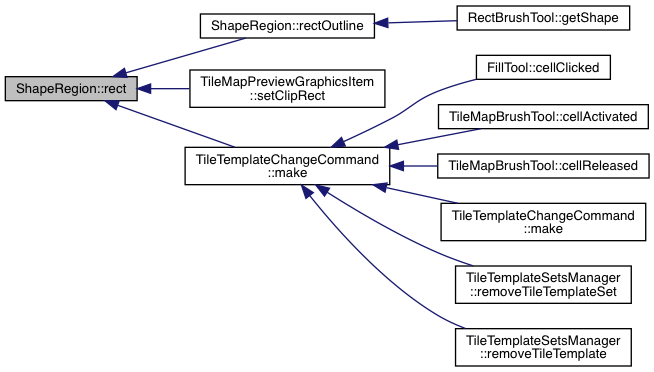 ShapeRegion::rectOutline
RectBrushTool::getShape
ShapeRegion::rect
TileMapPreviewGraphicsItem
::setClipRect
FillTool::cellClicked
TileMapBrushTool::cellActivated
TileTemplateChangeCommand
::make
TileMapBrushTool::cellReleased
TileTemplateChangeCommand
::make
TileTemplateSetsManager
::removeTileTemplateSet
TileTemplateSetsManager
::removeTileTemplate